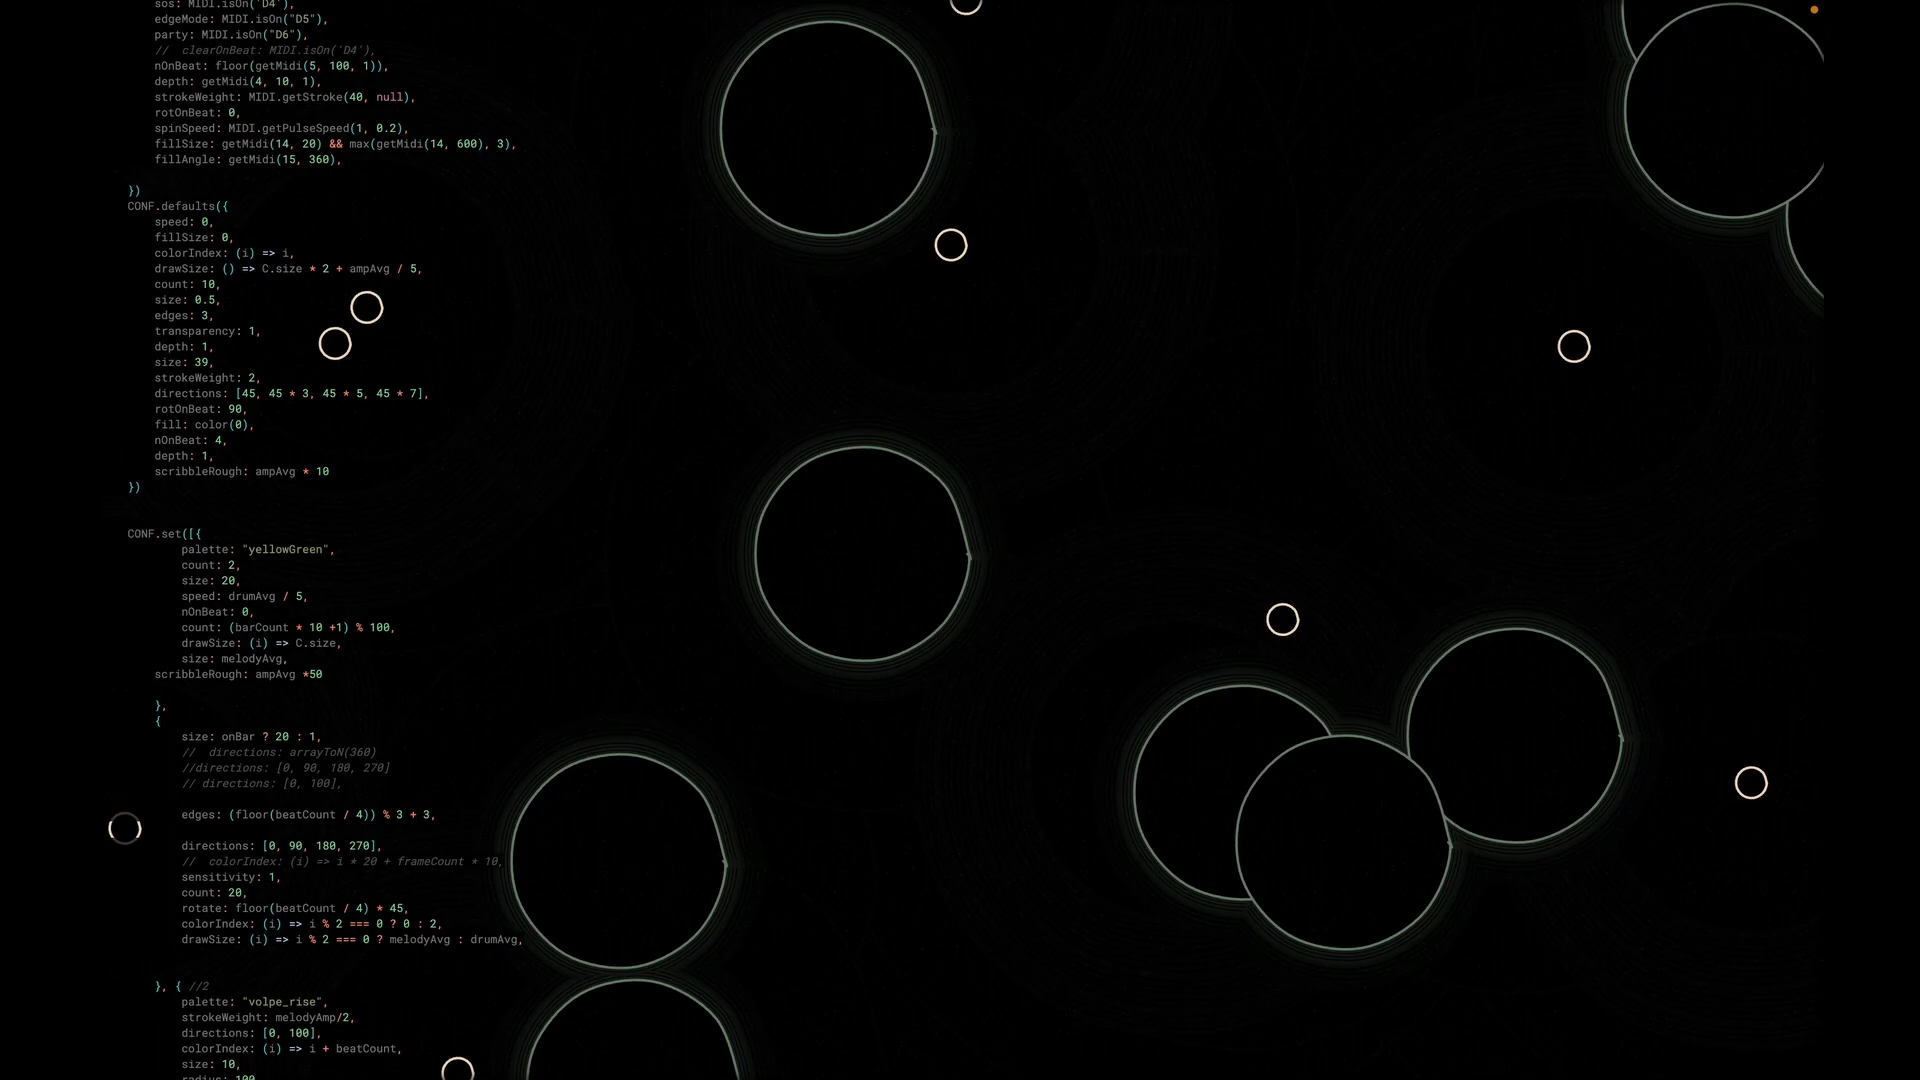 sos: MIDI.isOn('D4'),
edgeMode: MIDI.isOn("D5"),
party: MIDI.isOn("D6"),
//  clearOnBeat: MIDI.isOn('D4'),
nOnBeat: floor(getMidi(5, 100, 1)),
depth: getMidi(4, 10, 1),
strokeWeight: MIDI.getStroke(40, null),
rotOnBeat: 0,
spinSpeed: MIDI.getPulseSpeed(1, 0.2),
fillSize: getMidi(14, 20) && max(getMidi(14, 600), 3),
fillAngle: getMidi(15, 360),
})
CONF.defaults({
speed: 0,
fillSize: 0,
colorIndex: (i) => i,
drawSize: () => C.size * 2 + ampAvg / 5,
count: 10,
size: 0.5,
edges: 3,
transparency: 1,
depth: 1,
size: 39,
strokeWeight: 2,
directions: [45, 45 * 3, 45 * 5, 45 * 7],
rotOnBeat: 90,
fill: color(0),
nOnBeat: 4,
depth: 1,
scribbleRough: ampAvg * 10
})
CONF.set([{
palette: "yellowGreen",
count: 2,
size: 20,
speed: drumAvg / 5,
nOnBeat: 0,
count: (barCount * 10 +1) % 100,
drawSize: (i) => C.size,
size: melodyAvg,
scribbleRough: ampAvg *50
},
{
size: onBar ? 20 : 1,
//  directions: arrayToN(360)
//directions: [0, 90, 180, 270]
// directions: [0, 100],
edges: (floor(beatCount / 4)) % 3 + 3,
directions: [0, 90, 180, 270],
//  colorIndex: (i) => i * 20 + frameCount * 10,
sensitivity: 1,
count: 20,
rotate: floor(beatCount / 4) * 45,
colorIndex: (i) => i % 2 === 0 ? 0 : 2,
drawSize: (i) => i % 2 === 0 ? melodyAvg : drumAvg,
}, { //2
palette: "volpe_rise",
strokeWeight: melodyAmp/2,
directions: [0, 100],
colorIndex: (i) => i + beatCount,
size: 10,
radius: 100